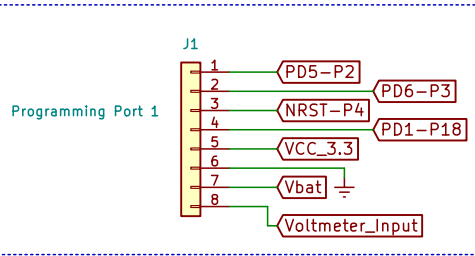 J1
1 PD5-P2
2 PD6-P3
Programming Port 1
3 NRST-P4
4 PD1-P18
5 VCC_3.3
6
7 Vbat
8 Voltmeter_Input